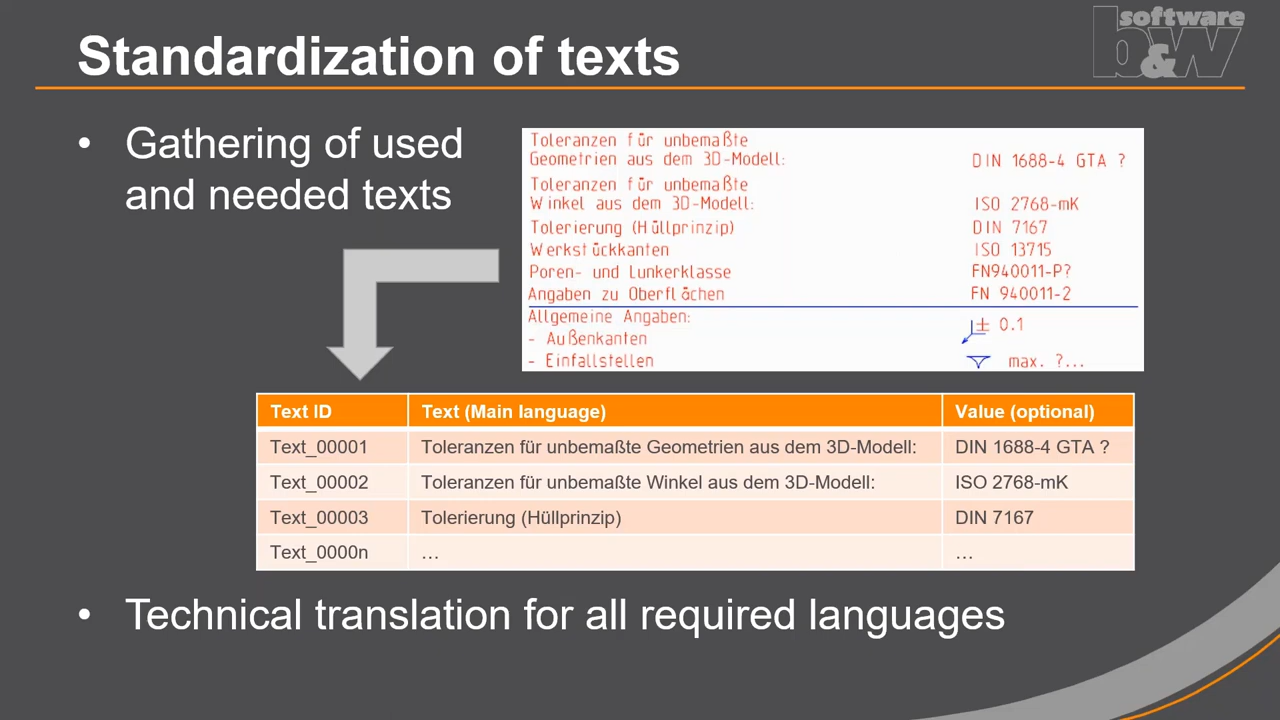 Standardization of texts
software
b&w
• Gathering of used
and needed texts
Toleranzen für unbemaßte
Geometrien aus dem 3D-Modell: DIN 1688-4 GTA ?
Toleranzen für unbemaßte
Winkel aus dem 3D-Modell: ISO 2768-mK
Tolerierung (Hüllprinzip) DIN 7167
Werkstückkanten ISO 13715
Poren- und Lunkerklasse FN940011-P?
Angaben zu Oberflächen FN 940011-2
Allgemeine Angaben:
- Außenkanten ± 0.1
- Einfallstellen max. ?...
Text ID Text (Main language) Value (optional)
Text_00001 Toleranzen für unbemaßte Geometrien aus dem 3D-Modell: DIN 1688-4 GTA ?
Text_00002 Toleranzen für unbemaßte Winkel aus dem 3D-Modell: ISO 2768-mK
Text_00003 Tolerierung (Hüllprinzip) DIN 7167
Text_0000n … …
• Technical translation for all required languages